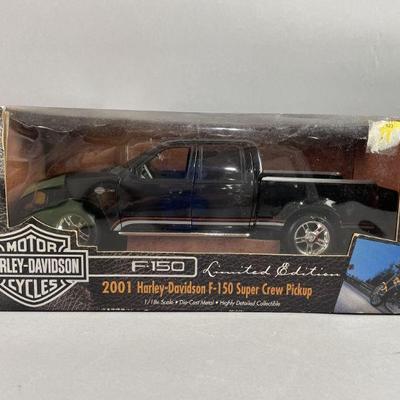 MOTOR
HARLEY-DAVIDSON
CYCLES
F-150 Limited Edition
2001 Harley-Davidson F-150 Super Crew Pickup
1/18th Scale • Die-Cast Metal • Highly Detailed Collectible